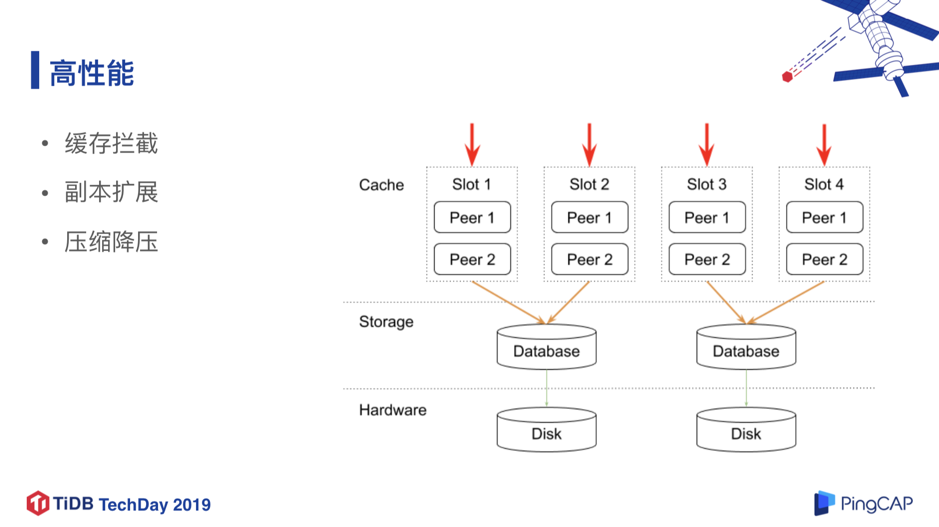 高性能
• 缓存拦截
• 副本扩展
• 压缩降压
Cache
Slot 1
Slot 2
Slot 3
Slot 4
Peer 1
Peer 1
Peer 1
Peer 1
Peer 2
Peer 2
Peer 2
Peer 2
Storage
Database
Database
Hardware
Disk
Disk
TiDB TechDay 2019
PingCAP